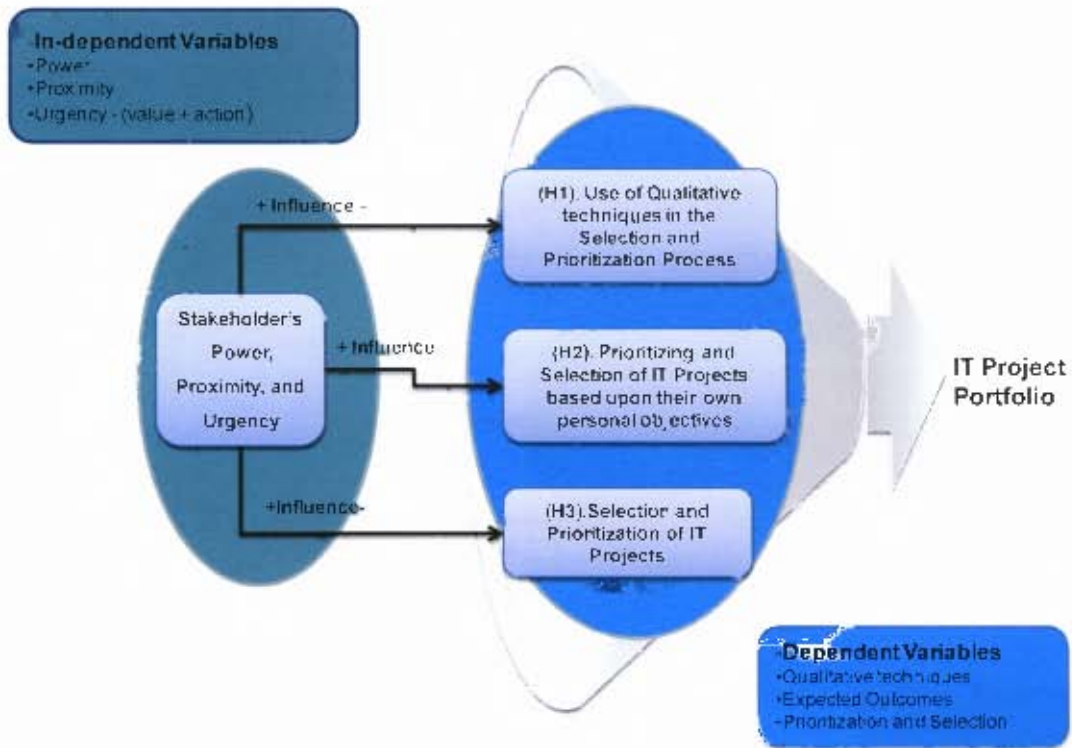 In-dependent Variables
•Power
•Proximity
•Urgency - (value + action)
+ Influence -
(H1). Use of Qualitative
techniques in the
Selection and
Prioritization Process
Stakeholder's
Power,
Proximity, and
Urgency
+ Influence
(H2). Prioritizing and
Selection of IT Projects
based upon their own
personal objectives
IT Project
Portfolio
+Influence-
(H3).Selection and
Prioritization of IT
Projects
Dependent Variables
•Qualitative techniques
•Expected Outcomes
•Prioritization and Selection